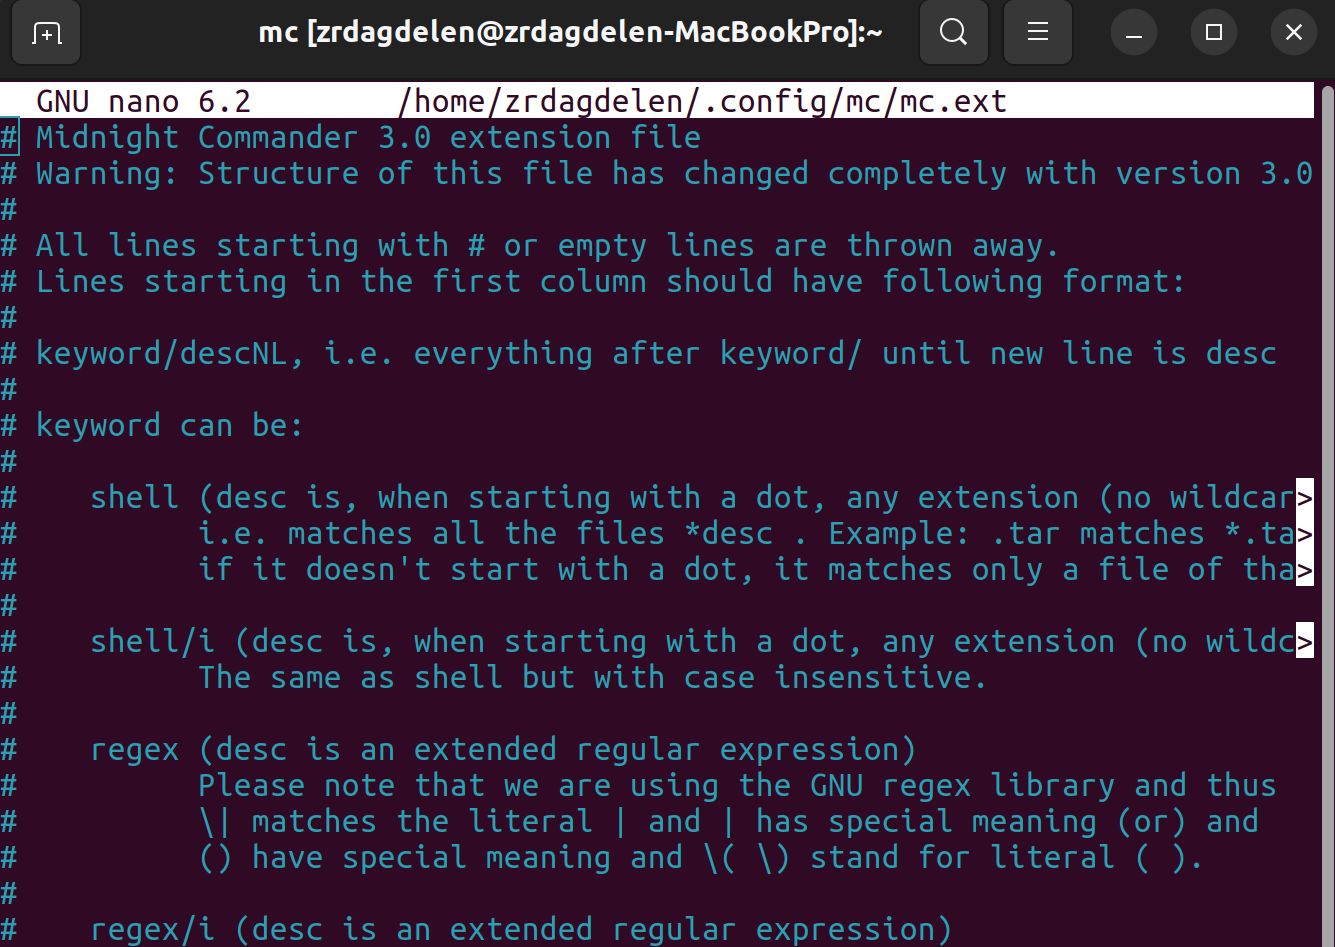 mc [zrdagdelen@zrdagdelen-MacBookPro]:~
GNU nano 6.2 /home/zrdagdelen/.config/mc/mc.ext
# Midnight Commander 3.0 extension file
# Warning: Structure of this file has changed completely with version 3.0
#
# All lines starting with # or empty lines are thrown away.
# Lines starting in the first column should have following format:
#
# keyword/descNL, i.e. everything after keyword/ until new line is desc
#
# keyword can be:
#
#    shell (desc is, when starting with a dot, any extension (no wildcar>
#          i.e. matches all the files *desc . Example: .tar matches *.ta>
#          if it doesn't start with a dot, it matches only a file of tha>
#
#    shell/i (desc is, when starting with a dot, any extension (no wildc>
#          The same as shell but with case insensitive.
#
#    regex (desc is an extended regular expression)
#          Please note that we are using the GNU regex library and thus
#          \| matches the literal | and | has special meaning (or) and
#          () have special meaning and \( \) stand for literal ( ).
#
#    regex/i (desc is an extended regular expression)